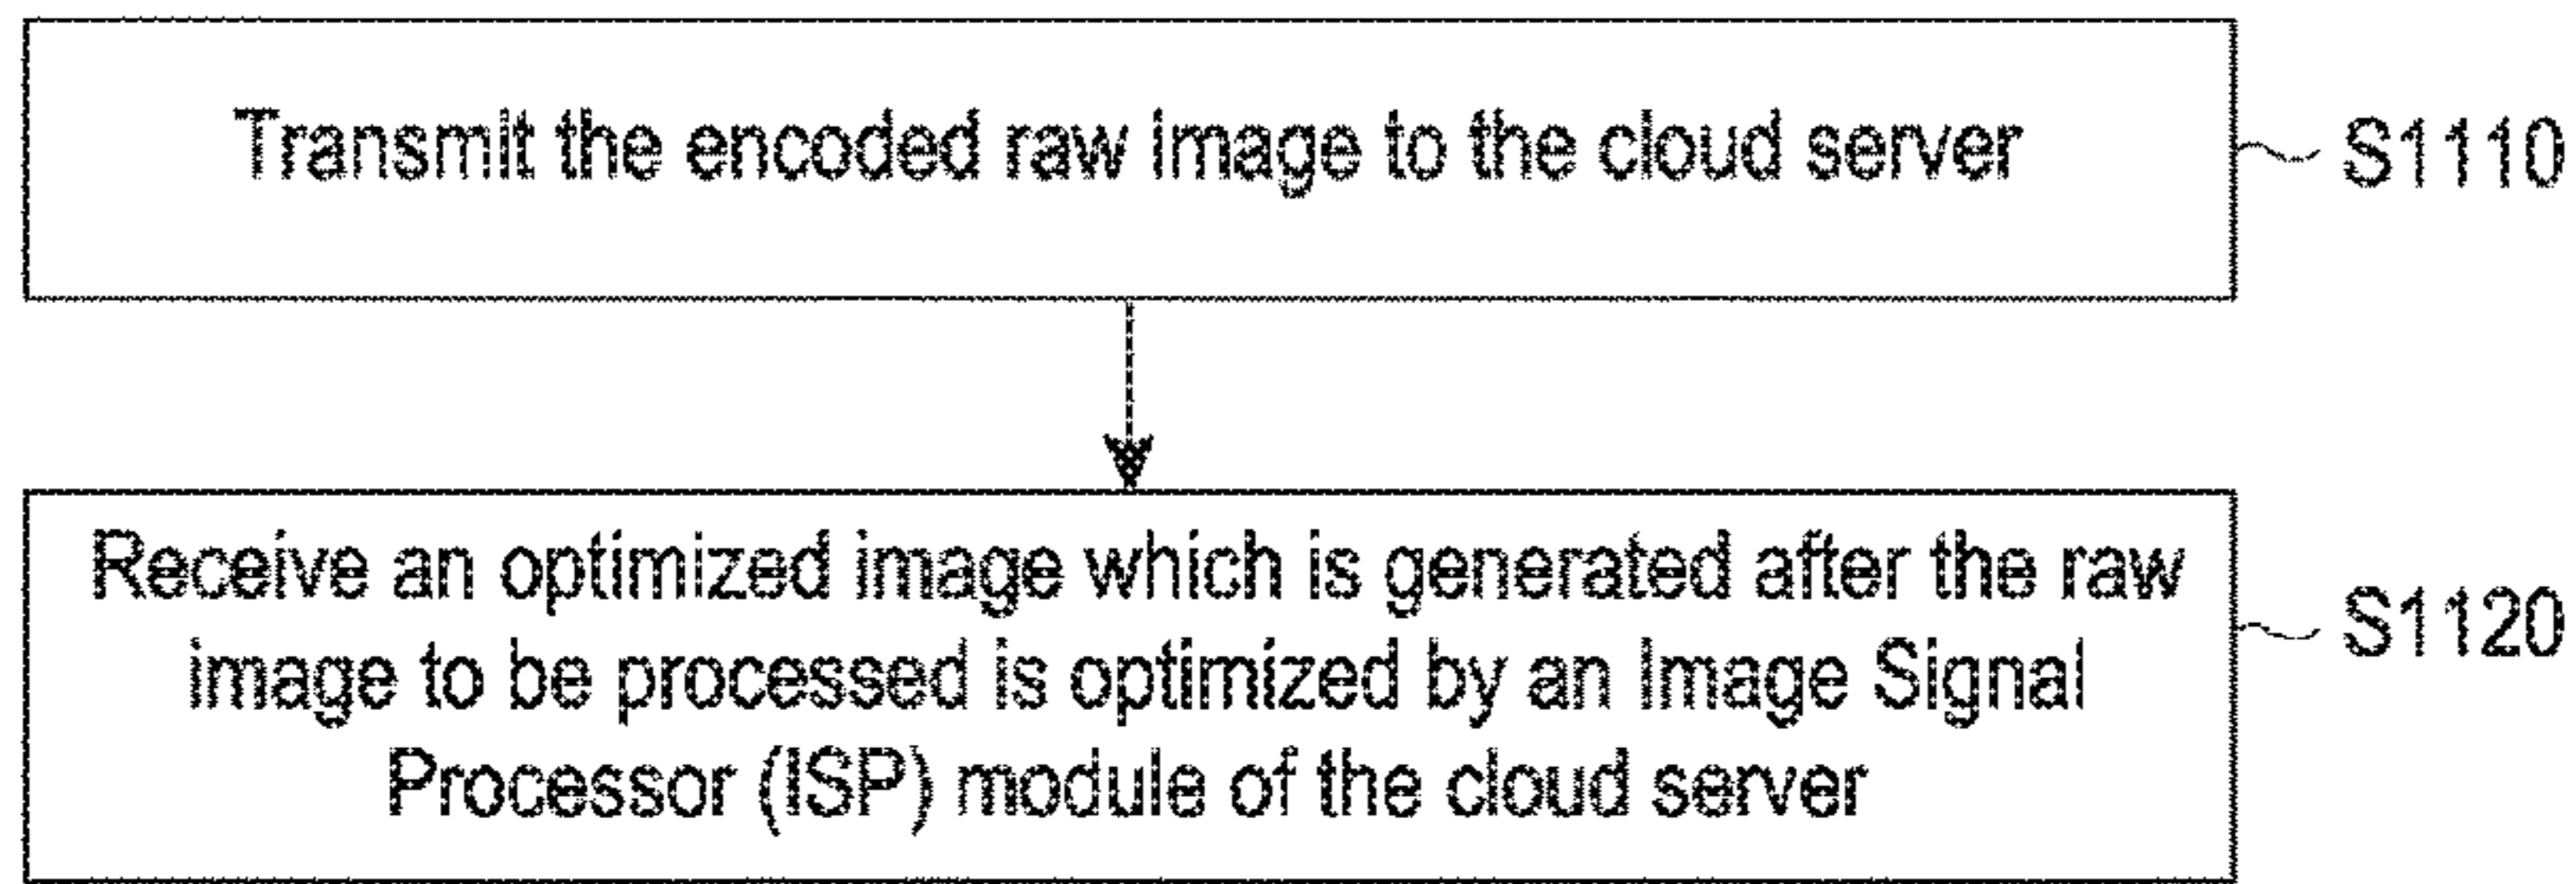 Transmit the encoded raw image to the cloud server
S1110
Receive an optimized image which is generated after the raw
image to be processed is optimized by an Image Signal
Processor (ISP) module of the cloud server
S1120